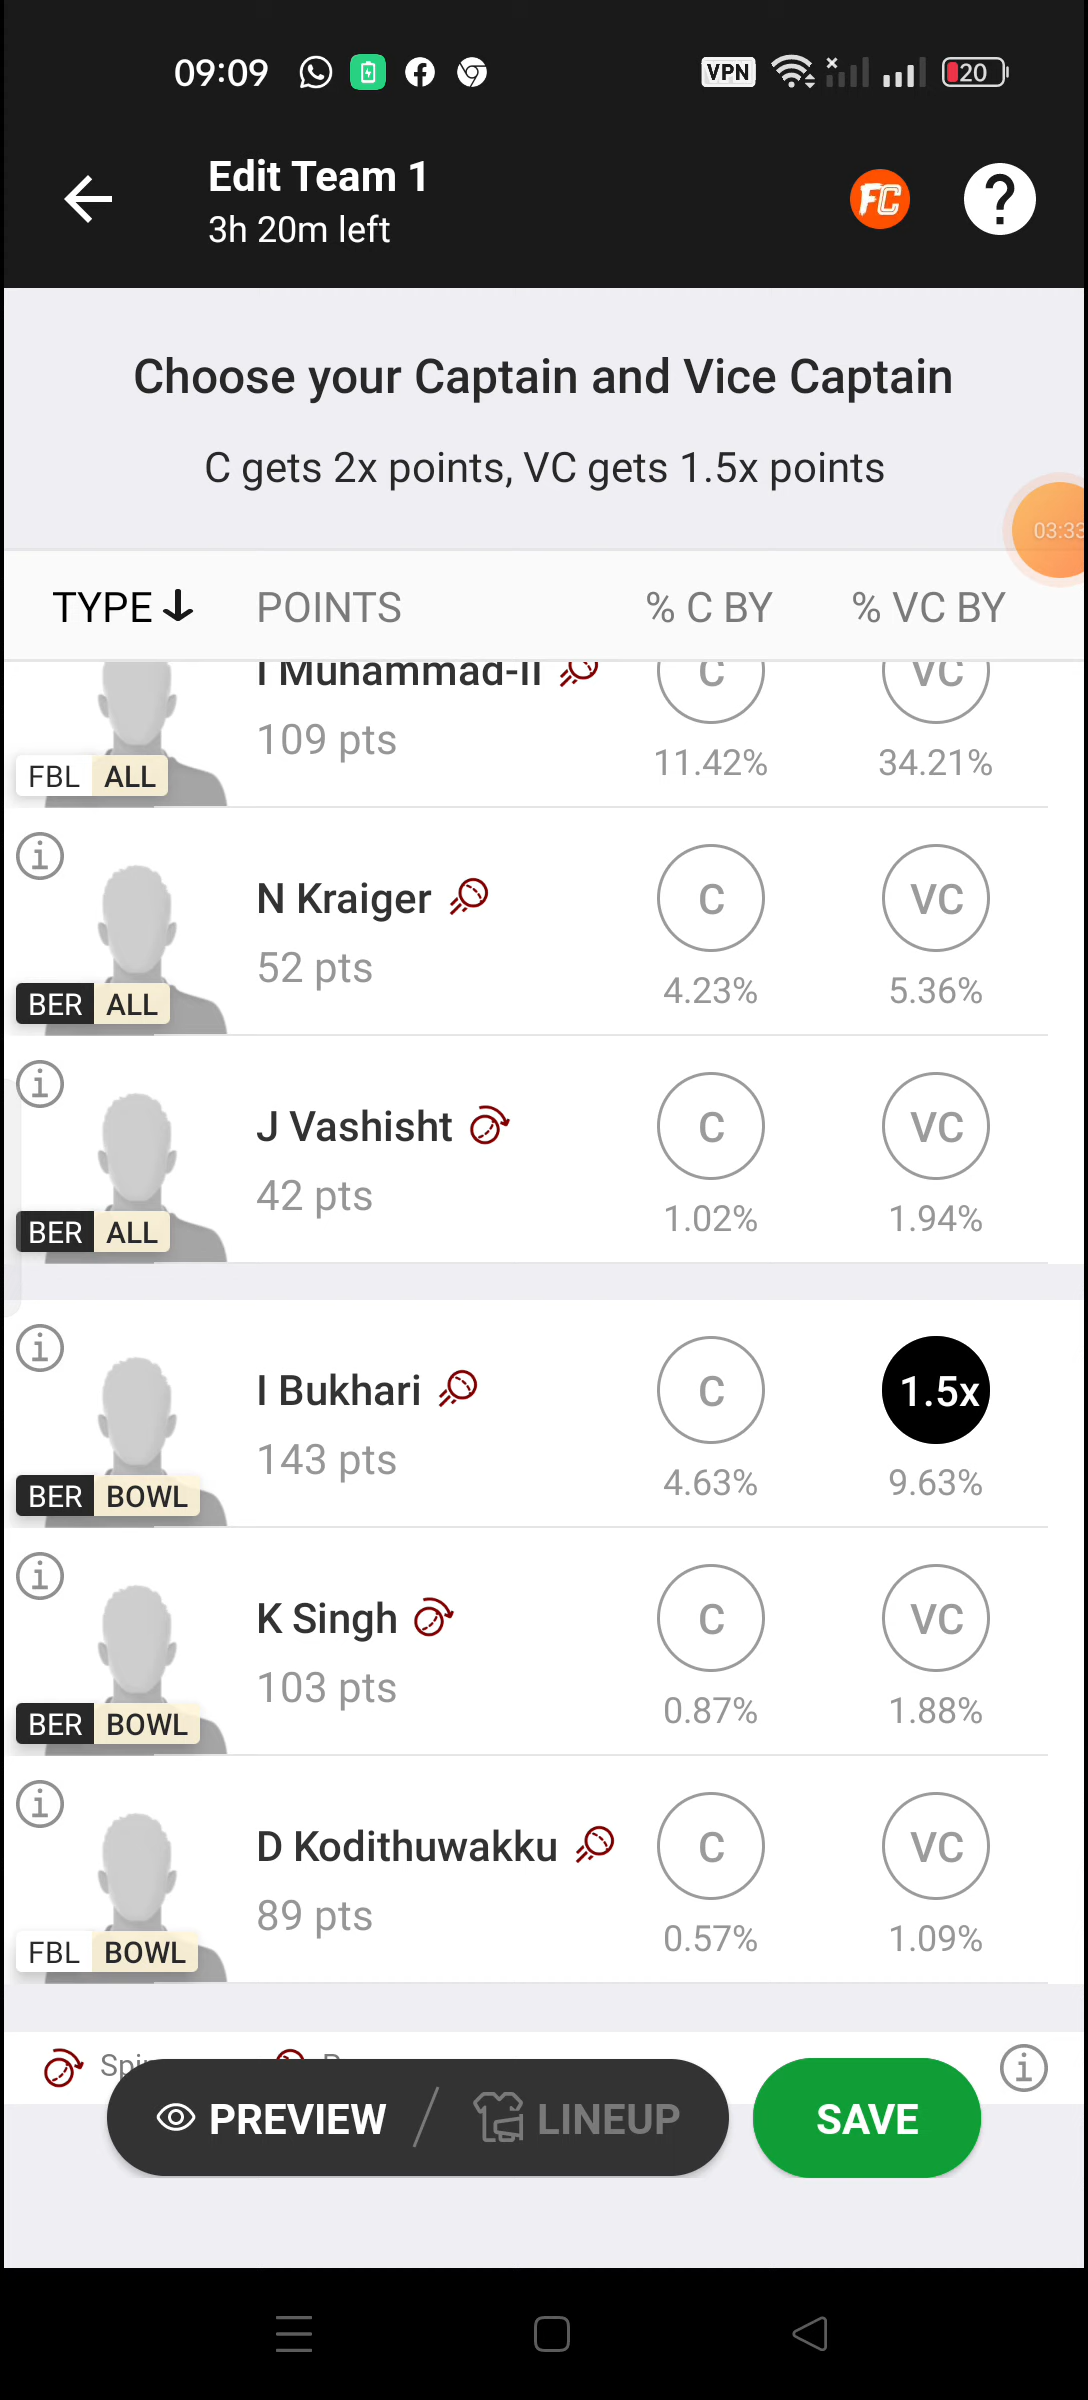 09:09
VPN
20
Edit Team 1
3h 20m left
FC
?
Choose your Captain and Vice Captain
C gets 2x points, VC gets 1.5x points
03:33
TYPE
POINTS
% C BY
% VC BY
I Muhammad-II
C
VC
109 pts
11.42%
34.21%
FBL ALL
N Kraiger
C
VC
52 pts
4.23%
5.36%
BER ALL
J Vashisht
C
VC
42 pts
1.02%
1.94%
BER ALL
I Bukhari
C
1.5x
143 pts
4.63%
9.63%
BER BOWL
K Singh
C
VC
103 pts
0.87%
1.88%
BER BOWL
D Kodithuwakku
C
VC
89 pts
0.57%
1.09%
FBL BOWL
PREVIEW
LINEUP
SAVE